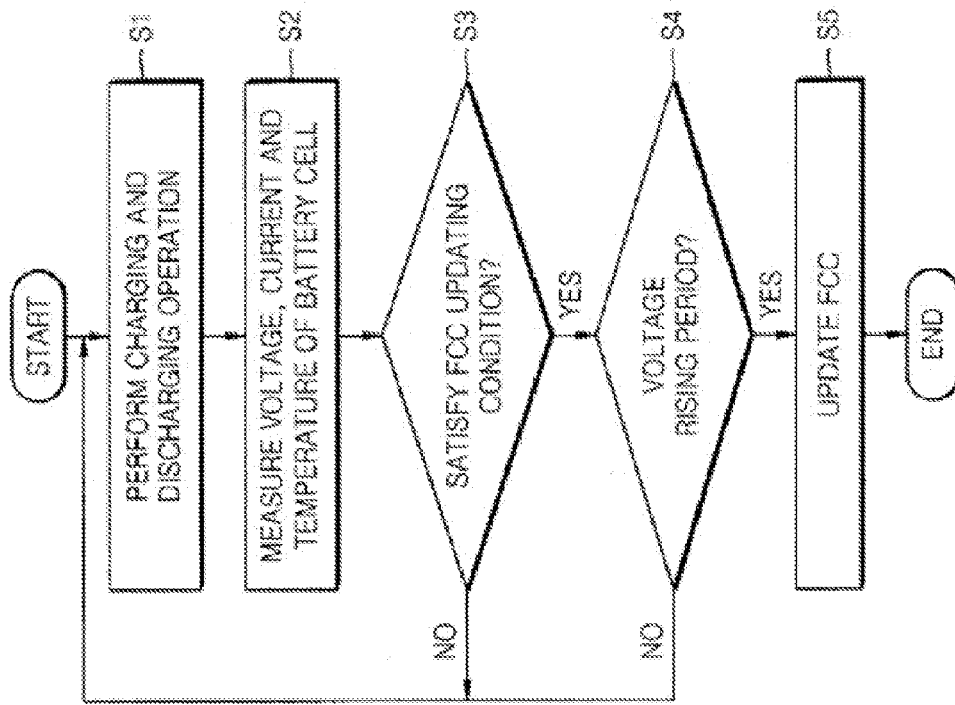 START
PERFORM CHARGING AND
DISCHARGING OPERATION
S1
MEASURE VOLTAGE, CURRENT AND
TEMPERATURE OF BATTARY CELL
S2
SATISFY FCC UPDATING
CONDITION?
S3
NO
YES
VOLTAGE
RISING PERIOD?
S4
NO
YES
UPDATE FCC
S5
END